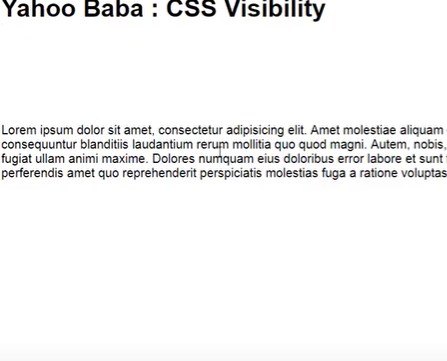 Yahoo Baba : CSS Visibility
Lorem ipsum dolor sit amet, consectetur adipisicing elit. Amet molestiae aliquam
consequuntur blanditiis laudantium rerum mollitia quo quod magni. Autem, nobis,
fugiat ullam animi maxime. Dolores numquam eius doloribus error labore et sunt
perferendis amet quo reprehenderit perspiciatis molestias fuga a ratione voluptas